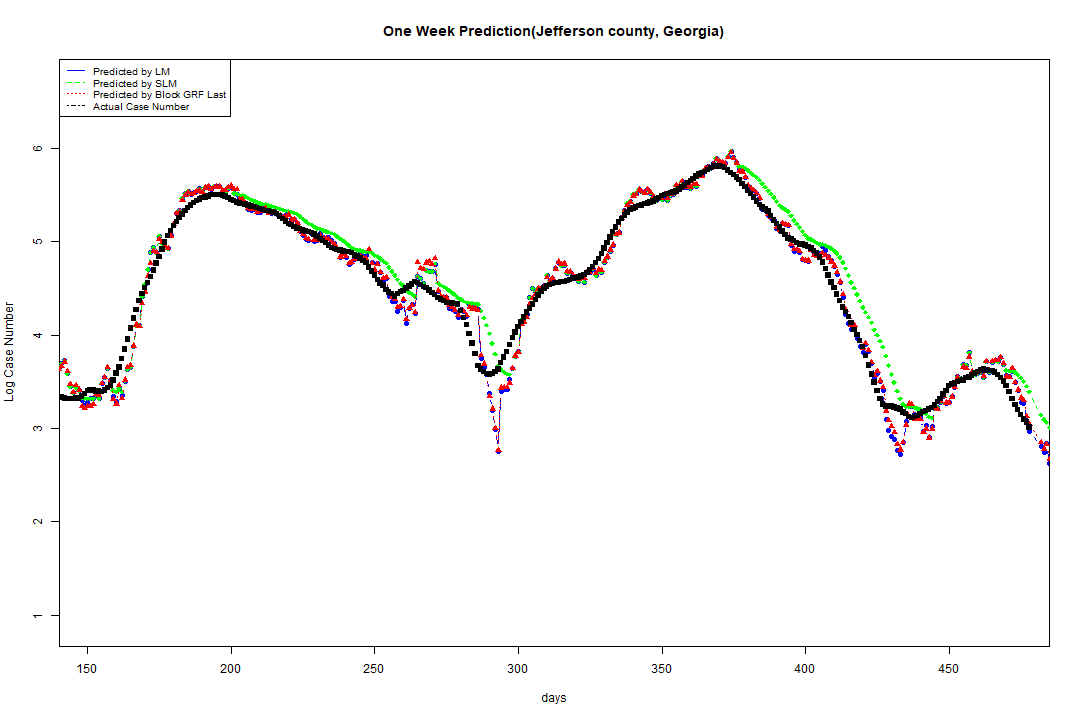 One Week Prediction(Jefferson county, Georgia)
Predicted by LM
Predicted by SLM
Predicted by Block GRF Last
Actual Case Number
6
5
4
3
2
1
Log Case Number
150 200 250 300 350 400 450
days